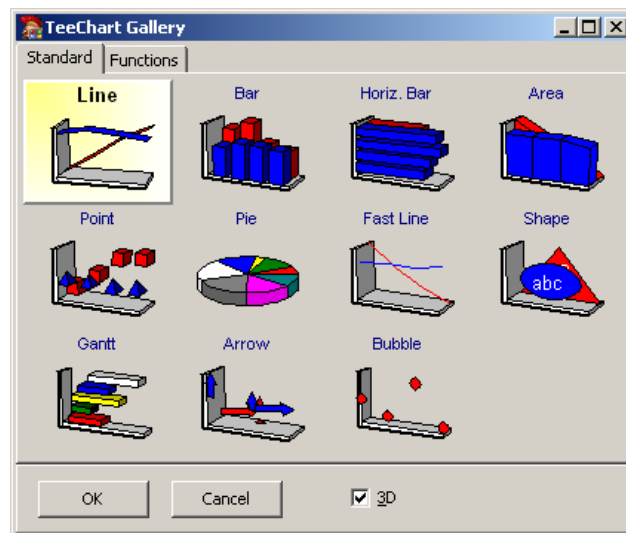 TeeChart Gallery
Standard Functions
Line Bar Horiz. Bar Area
Point Pie Fast Line Shape
abc
Gantt Arrow Bubble
OK Cancel 3D